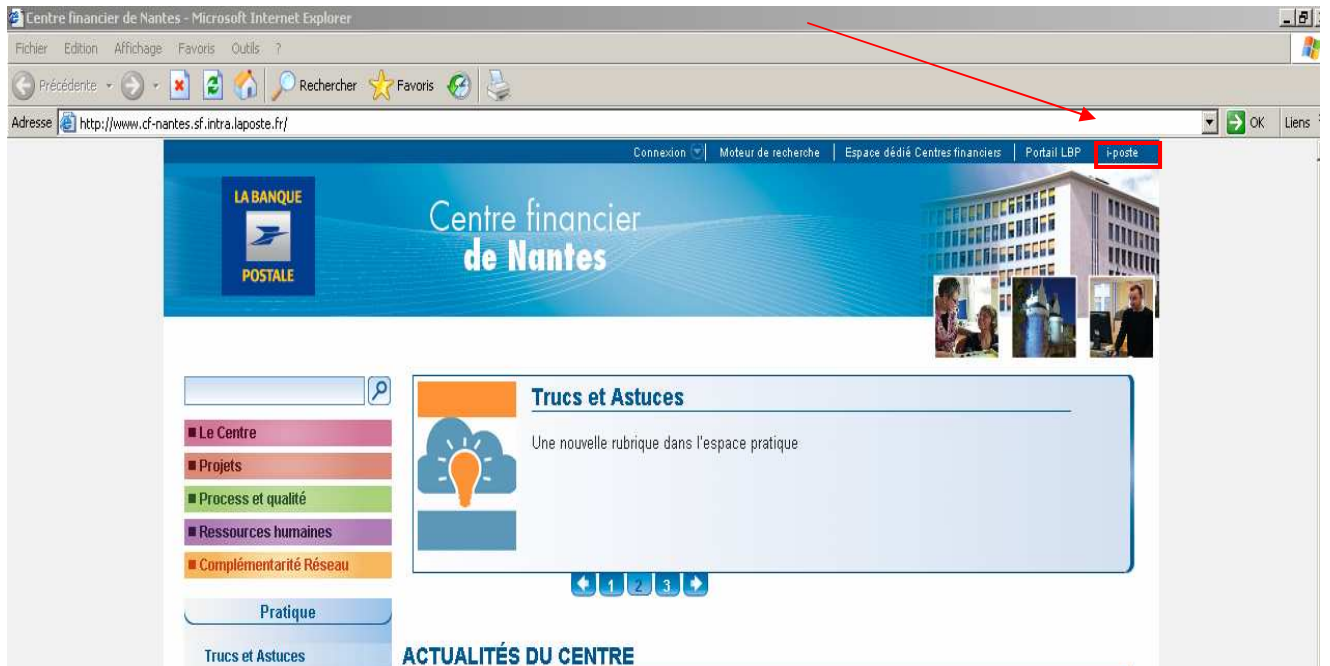 Centre financier de Nantes - Microsoft Internet Explorer
Fichier Edition Affichage Favoris Outils ?
Précédente Rechercher Favoris
Adresse http://www.cf-nantes.sf.intra.laposte.fr/ OK Liens
Connexion Moteur de recherche Espace dédié Centres financiers Portail LBP i-poste
LA BANQUE
POSTALE
Centre financier
de Nantes
Trucs et Astuces
Une nouvelle rubrique dans l'espace pratique
Le Centre
Projets
Process et qualité
Ressources humaines
Complémentarité Réseau
1 2 3
Pratique
Trucs et Astuces
ACTUALITÉS DU CENTRE